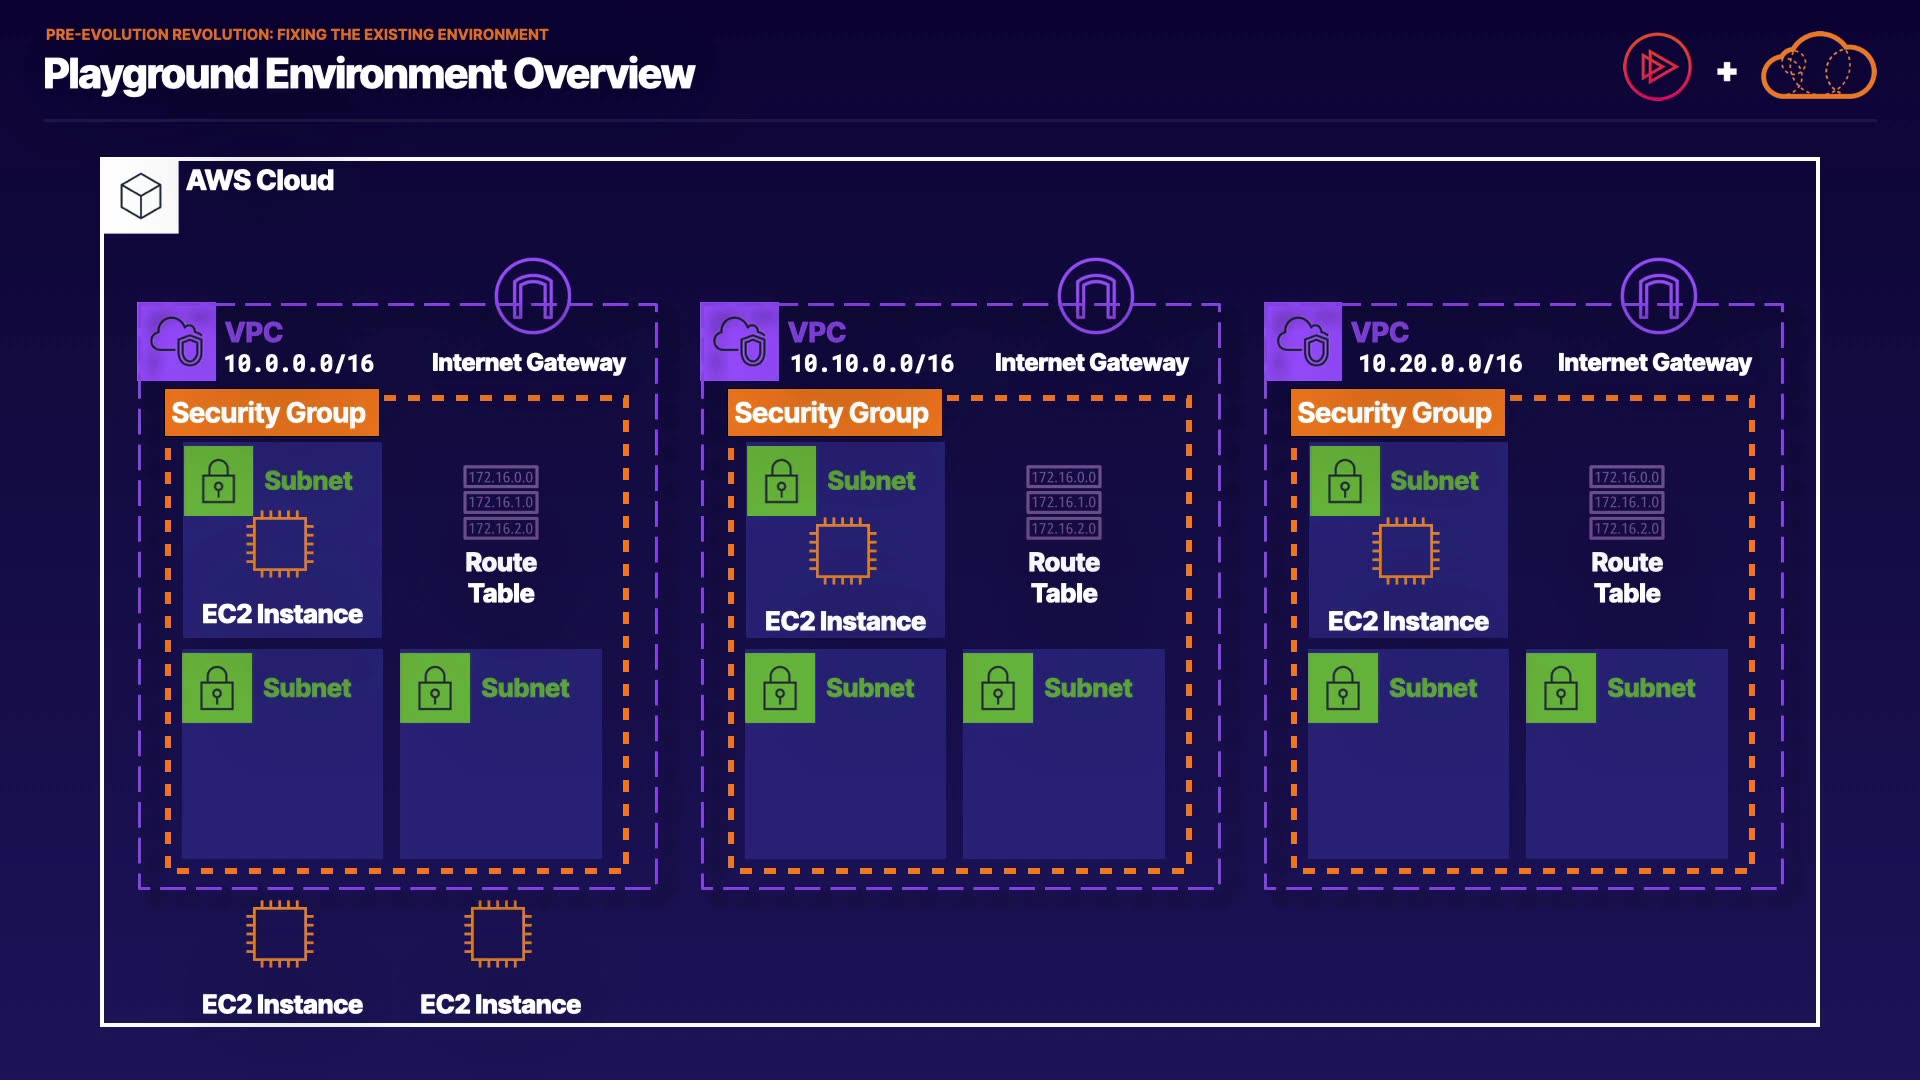 PRE-EVOLUTION REVOLUTION: FIXING THE EXISTING ENVIRONMENT
Playground Environment Overview
AWS Cloud
VPC
10.0.0.0/16
Internet Gateway
Security Group
Subnet
EC2 Instance
172.16.0.0
172.16.1.0
172.16.2.0
Route
Table
Subnet
Subnet
EC2 Instance
EC2 Instance
VPC
10.10.0.0/16
Internet Gateway
Security Group
Subnet
EC2 Instance
172.16.0.0
172.16.1.0
172.16.2.0
Route
Table
Subnet
Subnet
VPC
10.20.0.0/16
Internet Gateway
Security Group
Subnet
EC2 Instance
172.16.0.0
172.16.1.0
172.16.2.0
Route
Table
Subnet
Subnet